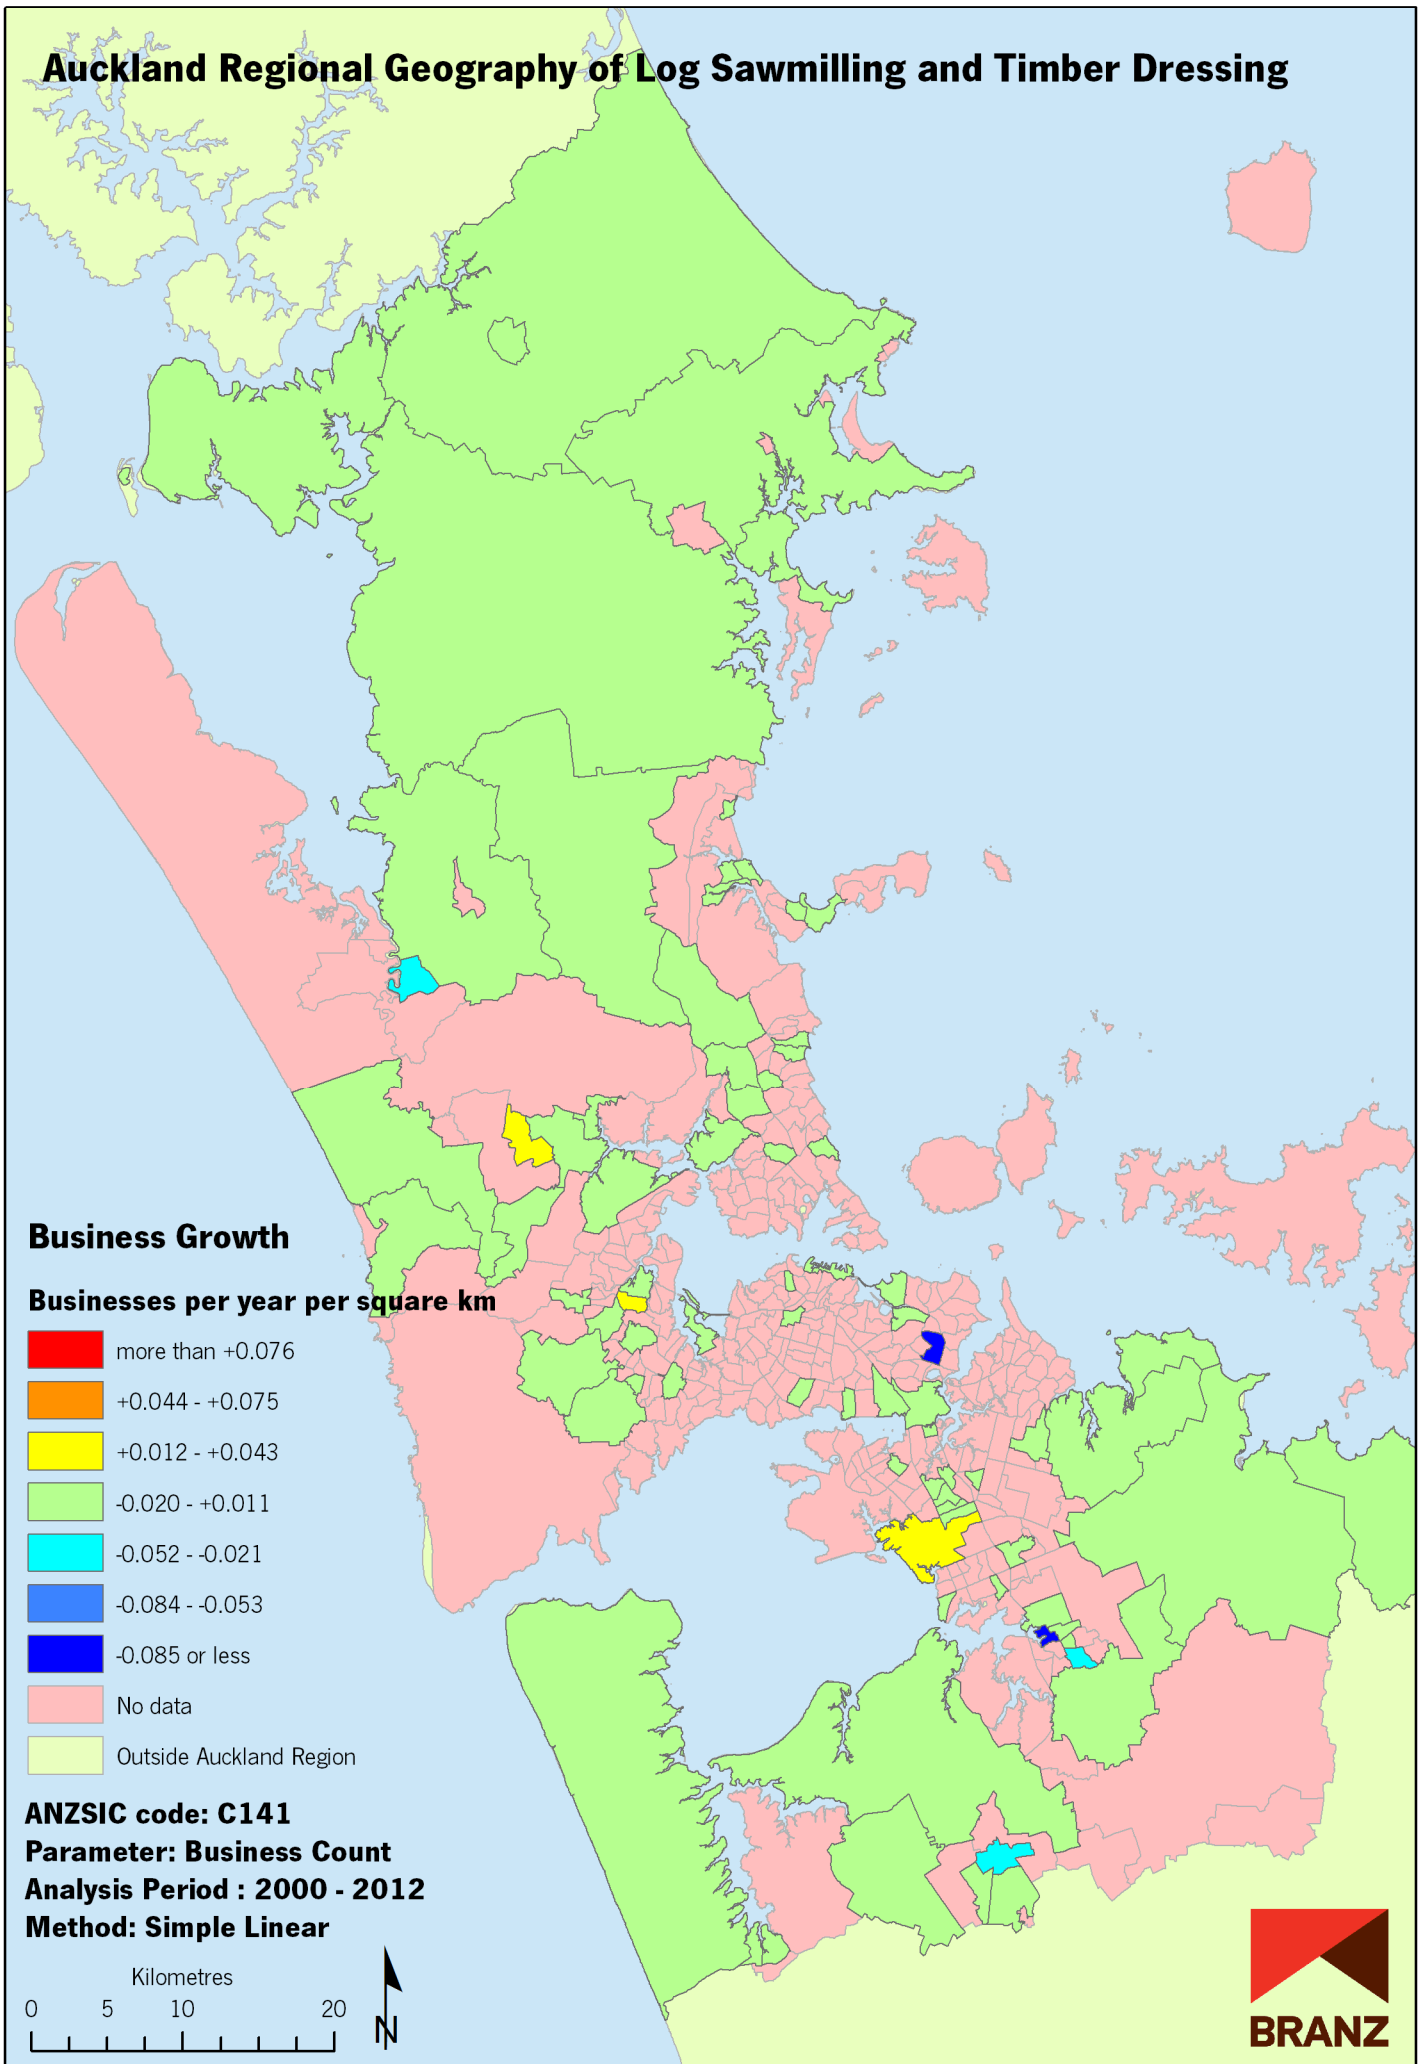 Auckland Regional Geography of Log Sawmilling and Timber Dressing
Business Growth
Businesses per year per square km
more than +0.076
+0.044 - +0.075
+0.012 - +0.043
-0.020 - +0.011
-0.052 - -0.021
-0.084 - -0.053
-0.085 or less
No data
Outside Auckland Region
ANZSIC code: C141
Parameter: Business Count
Analysis Period : 2000 - 2012
Method: Simple Linear
Kilometres
0 5 10 20
N
BRANZ